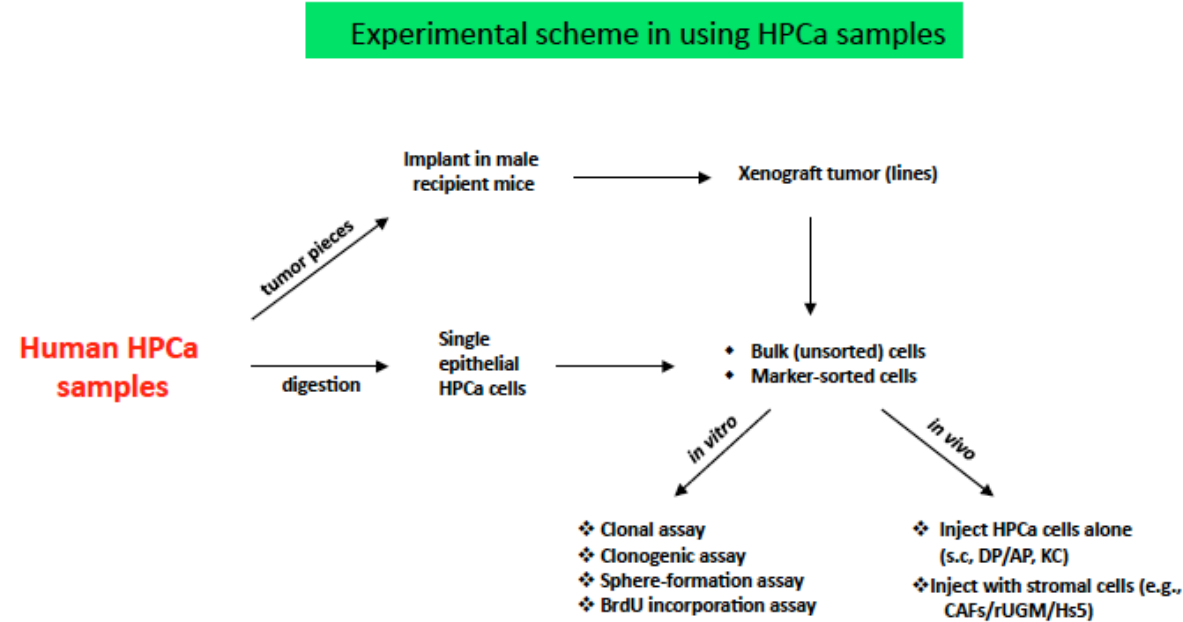 Experimental scheme in using HPCa samples
Implant in male
recipient mice
Xenograft tumor (lines)
tumor pieces
Human HPCa
samples
digestion
Single
epithelial
HPCa cells
◆ Bulk (unsorted) cells
◆ Marker-sorted cells
in vitro
in vivo
❖ Clonal assay
❖ Clonogenic assay
❖ Sphere-formation assay
❖ BrdU incorporation assay
❖ Inject HPCa cells alone
(s.c, DP/AP, KC)
❖Inject with stromal cells (e.g.,
CAFs/rUGM/Hs5)